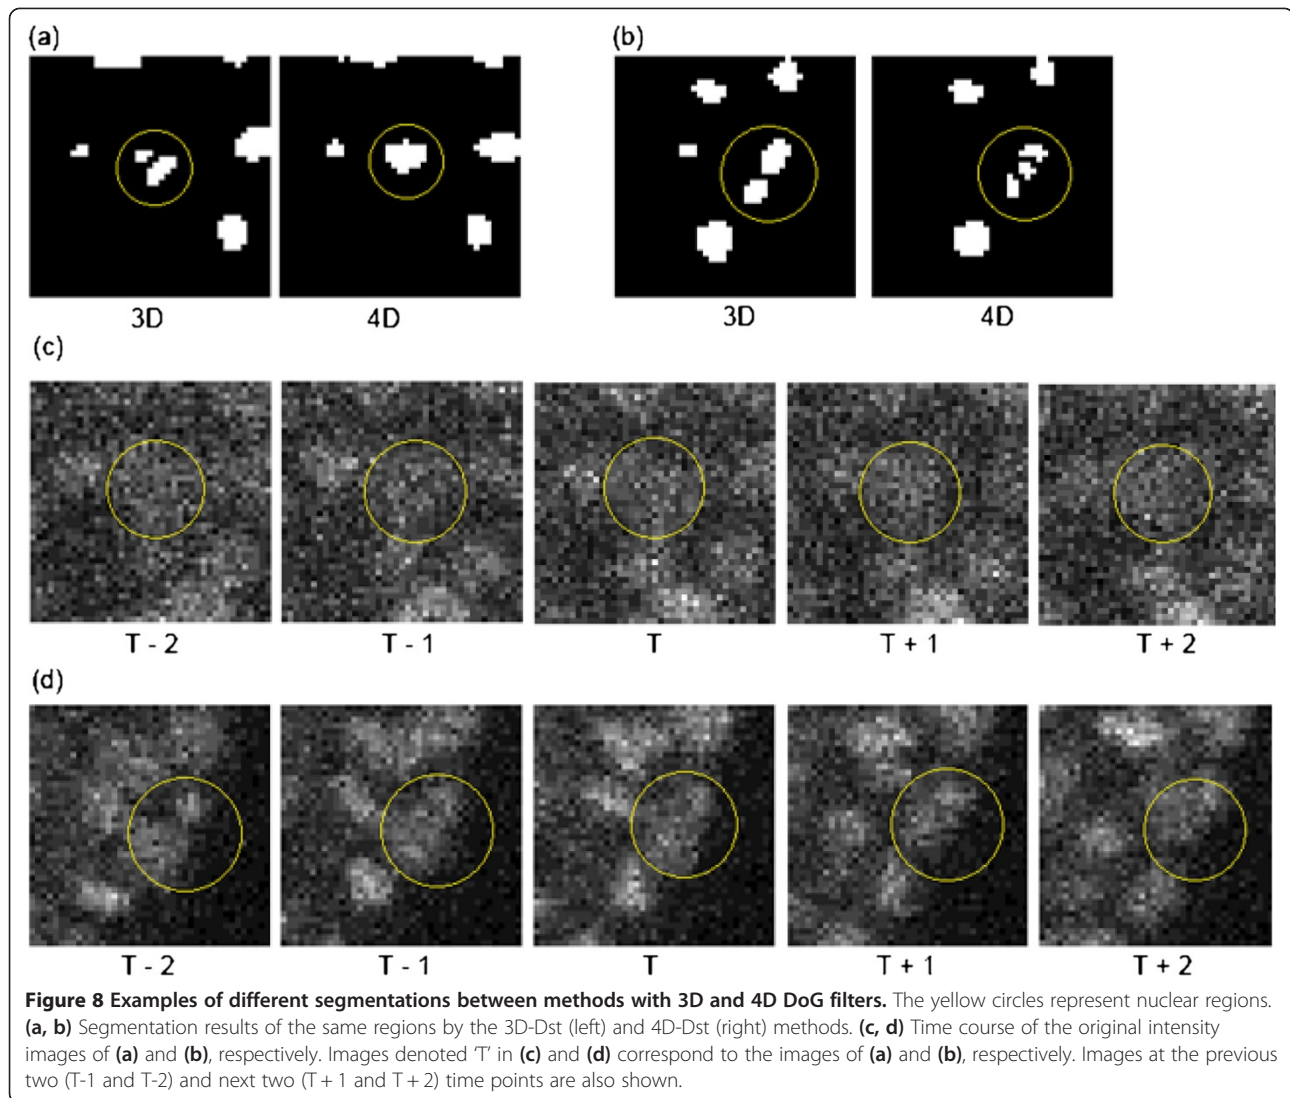 (a)
(b)
3D
4D
3D
4D
(c)
T - 2
T - 1
T
T + 1
T + 2
(d)
T - 2
T - 1
T
T + 1
T + 2
Figure 8 Examples of different segmentations between methods with 3D and 4D DoG filters. The yellow circles represent nuclear regions.
(a, b) Segmentation results of the same regions by the 3D-Dst (left) and 4D-Dst (right) methods. (c, d) Time course of the original intensity
images of (a) and (b), respectively. Images denoted ‘T’ in (c) and (d) correspond to the images of (a) and (b), respectively. Images at the previous
two (T-1 and T-2) and next two (T + 1 and T + 2) time points are also shown.